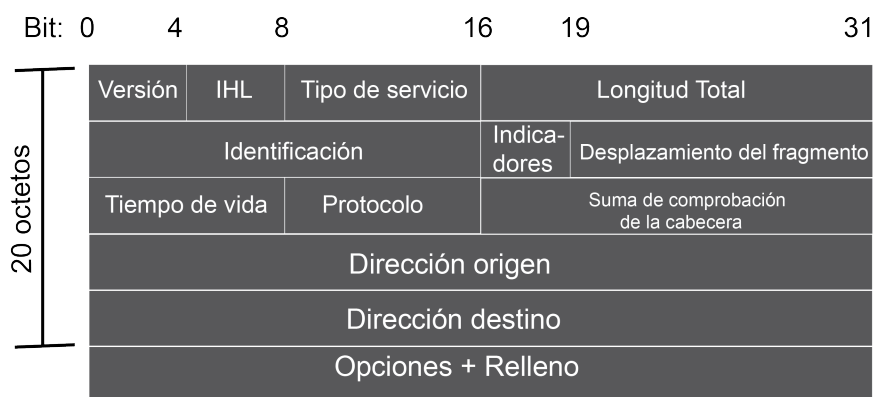 Bit: 0 4 8 16 19 31
20 octetos
Versión IHL Tipo de servicio Longitud Total
Identificación
Indica-
dores
Desplazamiento del fragmento
Tiempo de vida Protocolo
Suma de comprobación
de la cabecera
Dirección origen
Dirección destino
Opciones + Relleno